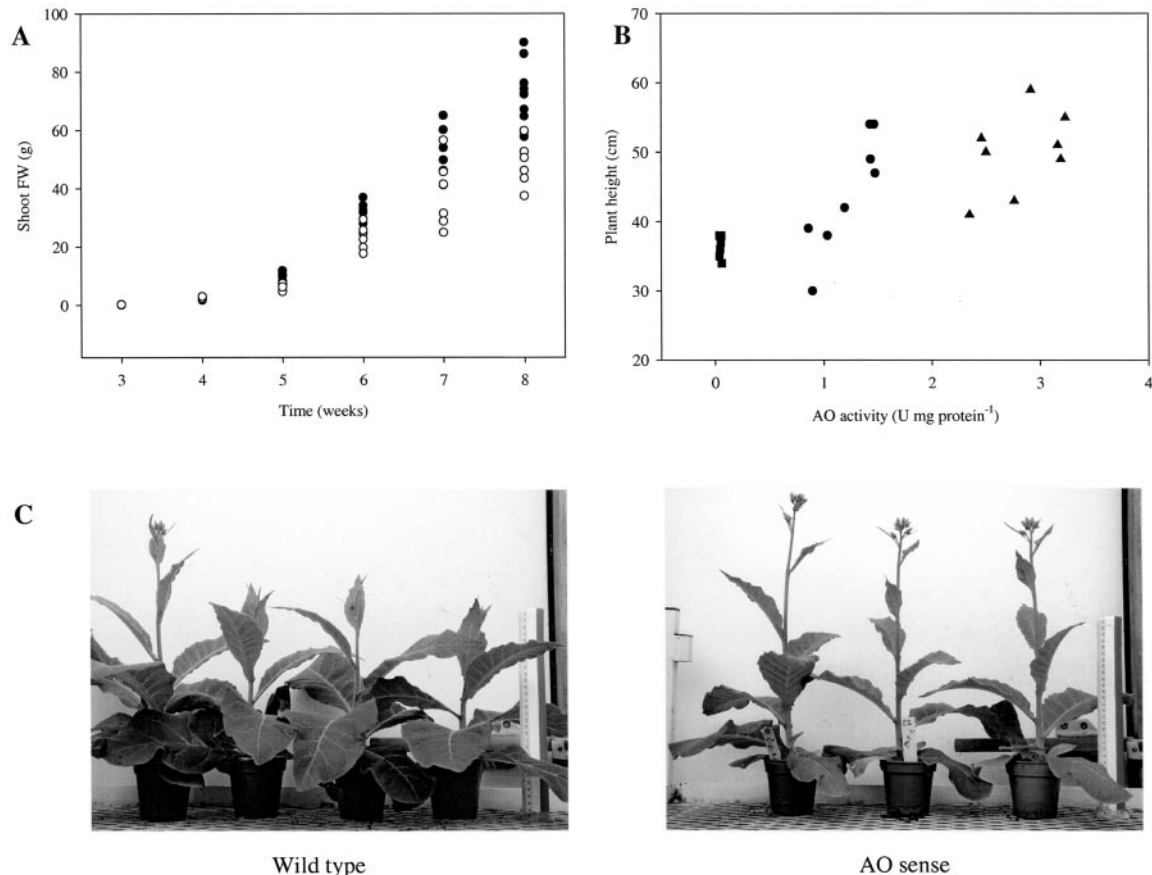 A
Shoot FW (g)
100
80
60
40
20
0
3 4 5 6 7 8
Time (weeks)
B
Plant height (cm)
70
60
50
40
30
20
0 1 2 3 4
AO activity (U mg protein⁻¹)
C
Wild type
AO sense